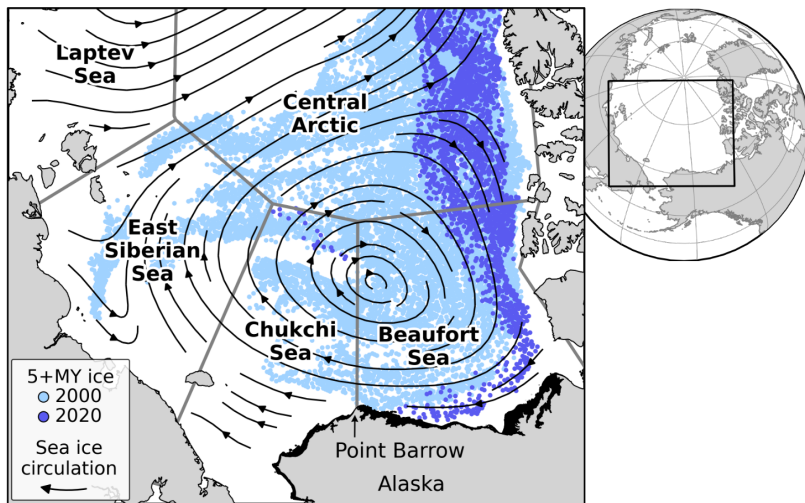 Laptev
Sea
Central
Arctic
East
Siberian
Sea
Chukchi
Sea
Beaufort
Sea
5+MY ice
2000
2020
Sea ice
circulation
Point Barrow
Alaska